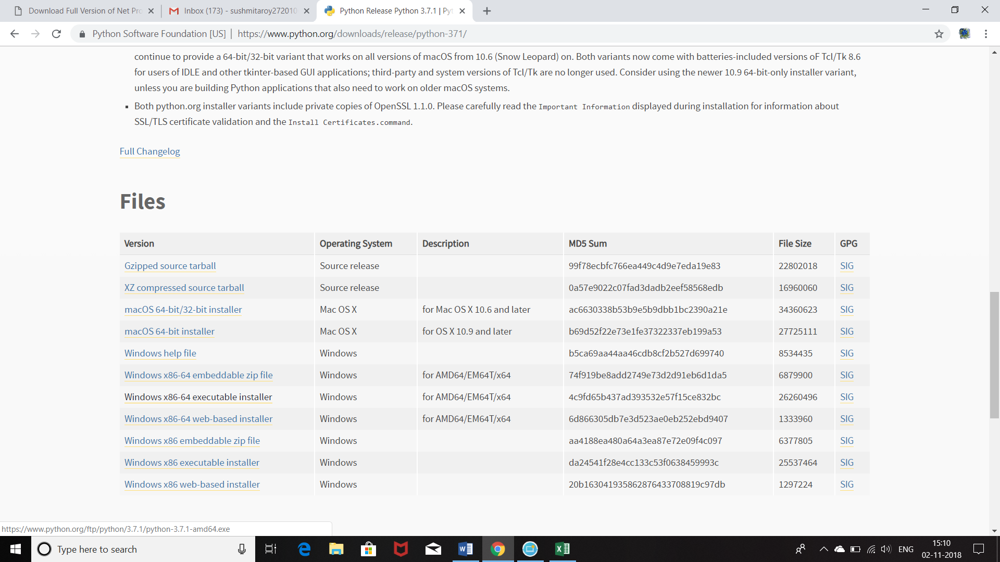 Download Full Version of Net Pro
Inbox (173) - sushmitaroy272010
Python Release Python 3.7.1 | Pyt
Python Software Foundation [US] | https://www.python.org/downloads/release/python-371/
continue to provide a 64-bit/32-bit variant that works on all versions of macOS from 10.6 (Snow Leopard) on. Both variants now come with batteries-included versions oF Tcl/Tk 8.6
for users of IDLE and other tkinter-based GUI applications; third-party and system versions of Tcl/Tk are no longer used. Consider using the newer 10.9 64-bit-only installer variant,
unless you are building Python applications that also need to work on older macOS systems.
Both python.org installer variants include private copies of OpenSSL 1.1.0. Please carefully read the Important Information displayed during installation for information about
SSL/TLS certificate validation and the Install Certificates.command.
Full Changelog
Files
Version Operating System Description MD5 Sum File Size GPG
Gzipped source tarball Source release 99f78ecbfc766ea449c4d9e7eda19e83 22802018 SIG
XZ compressed source tarball Source release 0a57e9022c07fad3dadb2eef58568edb 16960060 SIG
macOS 64-bit/32-bit installer Mac OS X for Mac OS X 10.6 and later ac6630338b53b9e5b9dbb1bc2390a21e 34360623 SIG
macOS 64-bit installer Mac OS X for OS X 10.9 and later b69d52f22e73e1fe37322337eb199a53 27725111 SIG
Windows help file Windows b5ca69aa44aa46cdb8cf2b527d699740 8534435 SIG
Windows x86-64 embeddable zip file Windows for AMD64/EM64T/x64 74f919be8add2749e73d2d91eb6d1da5 6879900 SIG
Windows x86-64 executable installer Windows for AMD64/EM64T/x64 4c9fd65b437ad393532e57f15ce832bc 26260496 SIG
Windows x86-64 web-based installer Windows for AMD64/EM64T/x64 6d866305db7e3d523ae0eb252ebd9407 1333960 SIG
Windows x86 embeddable zip file Windows aa4188ea480a64a3ea87e72e09f4c097 6377805 SIG
Windows x86 executable installer Windows da24541f28e4cc133c53f0638459993c 25537464 SIG
Windows x86 web-based installer Windows 20b163041935862876433708819c97db 1297224 SIG
https://www.python.org/ftp/python/3.7.1/python-3.7.1-amd64.exe
Type here to search
ENG
15:10
02-11-2018